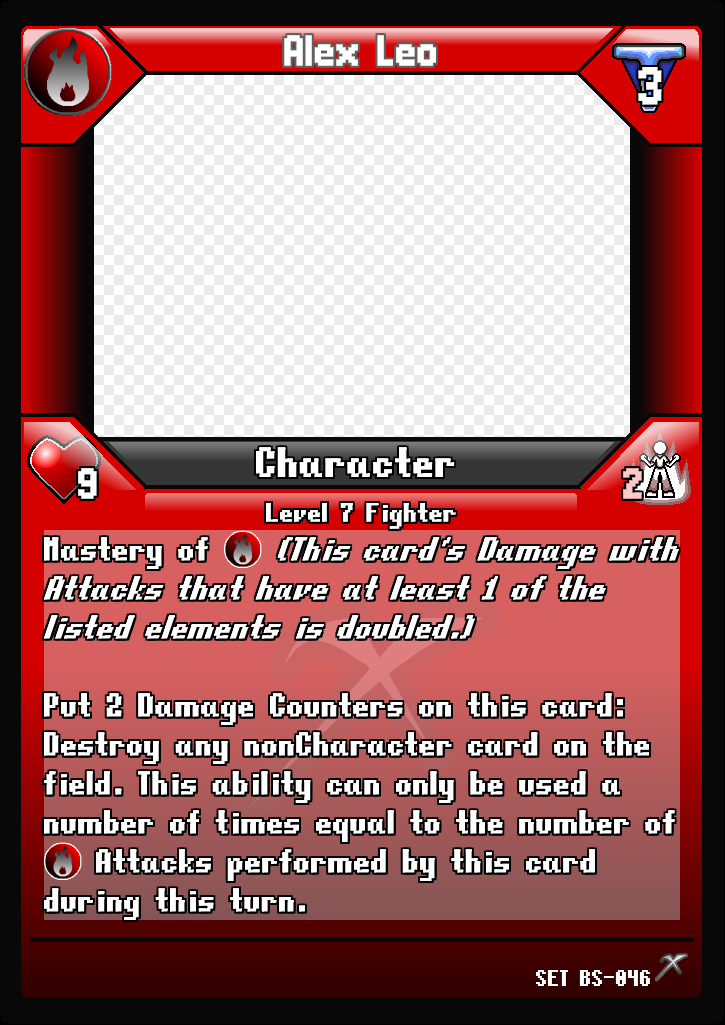 Alex Leo
3
9
Character
2
Level 7 Fighter
Mastery of (This card's Damage with
Attacks that have at least 1 of the
listed elements is doubled.)
Put 2 Damage Counters on this card:
Destroy any nonCharacter card on the
field. This ability can only be used a
number of times equal to the number of
Attacks performed by this card
during this turn.
SET BS-046